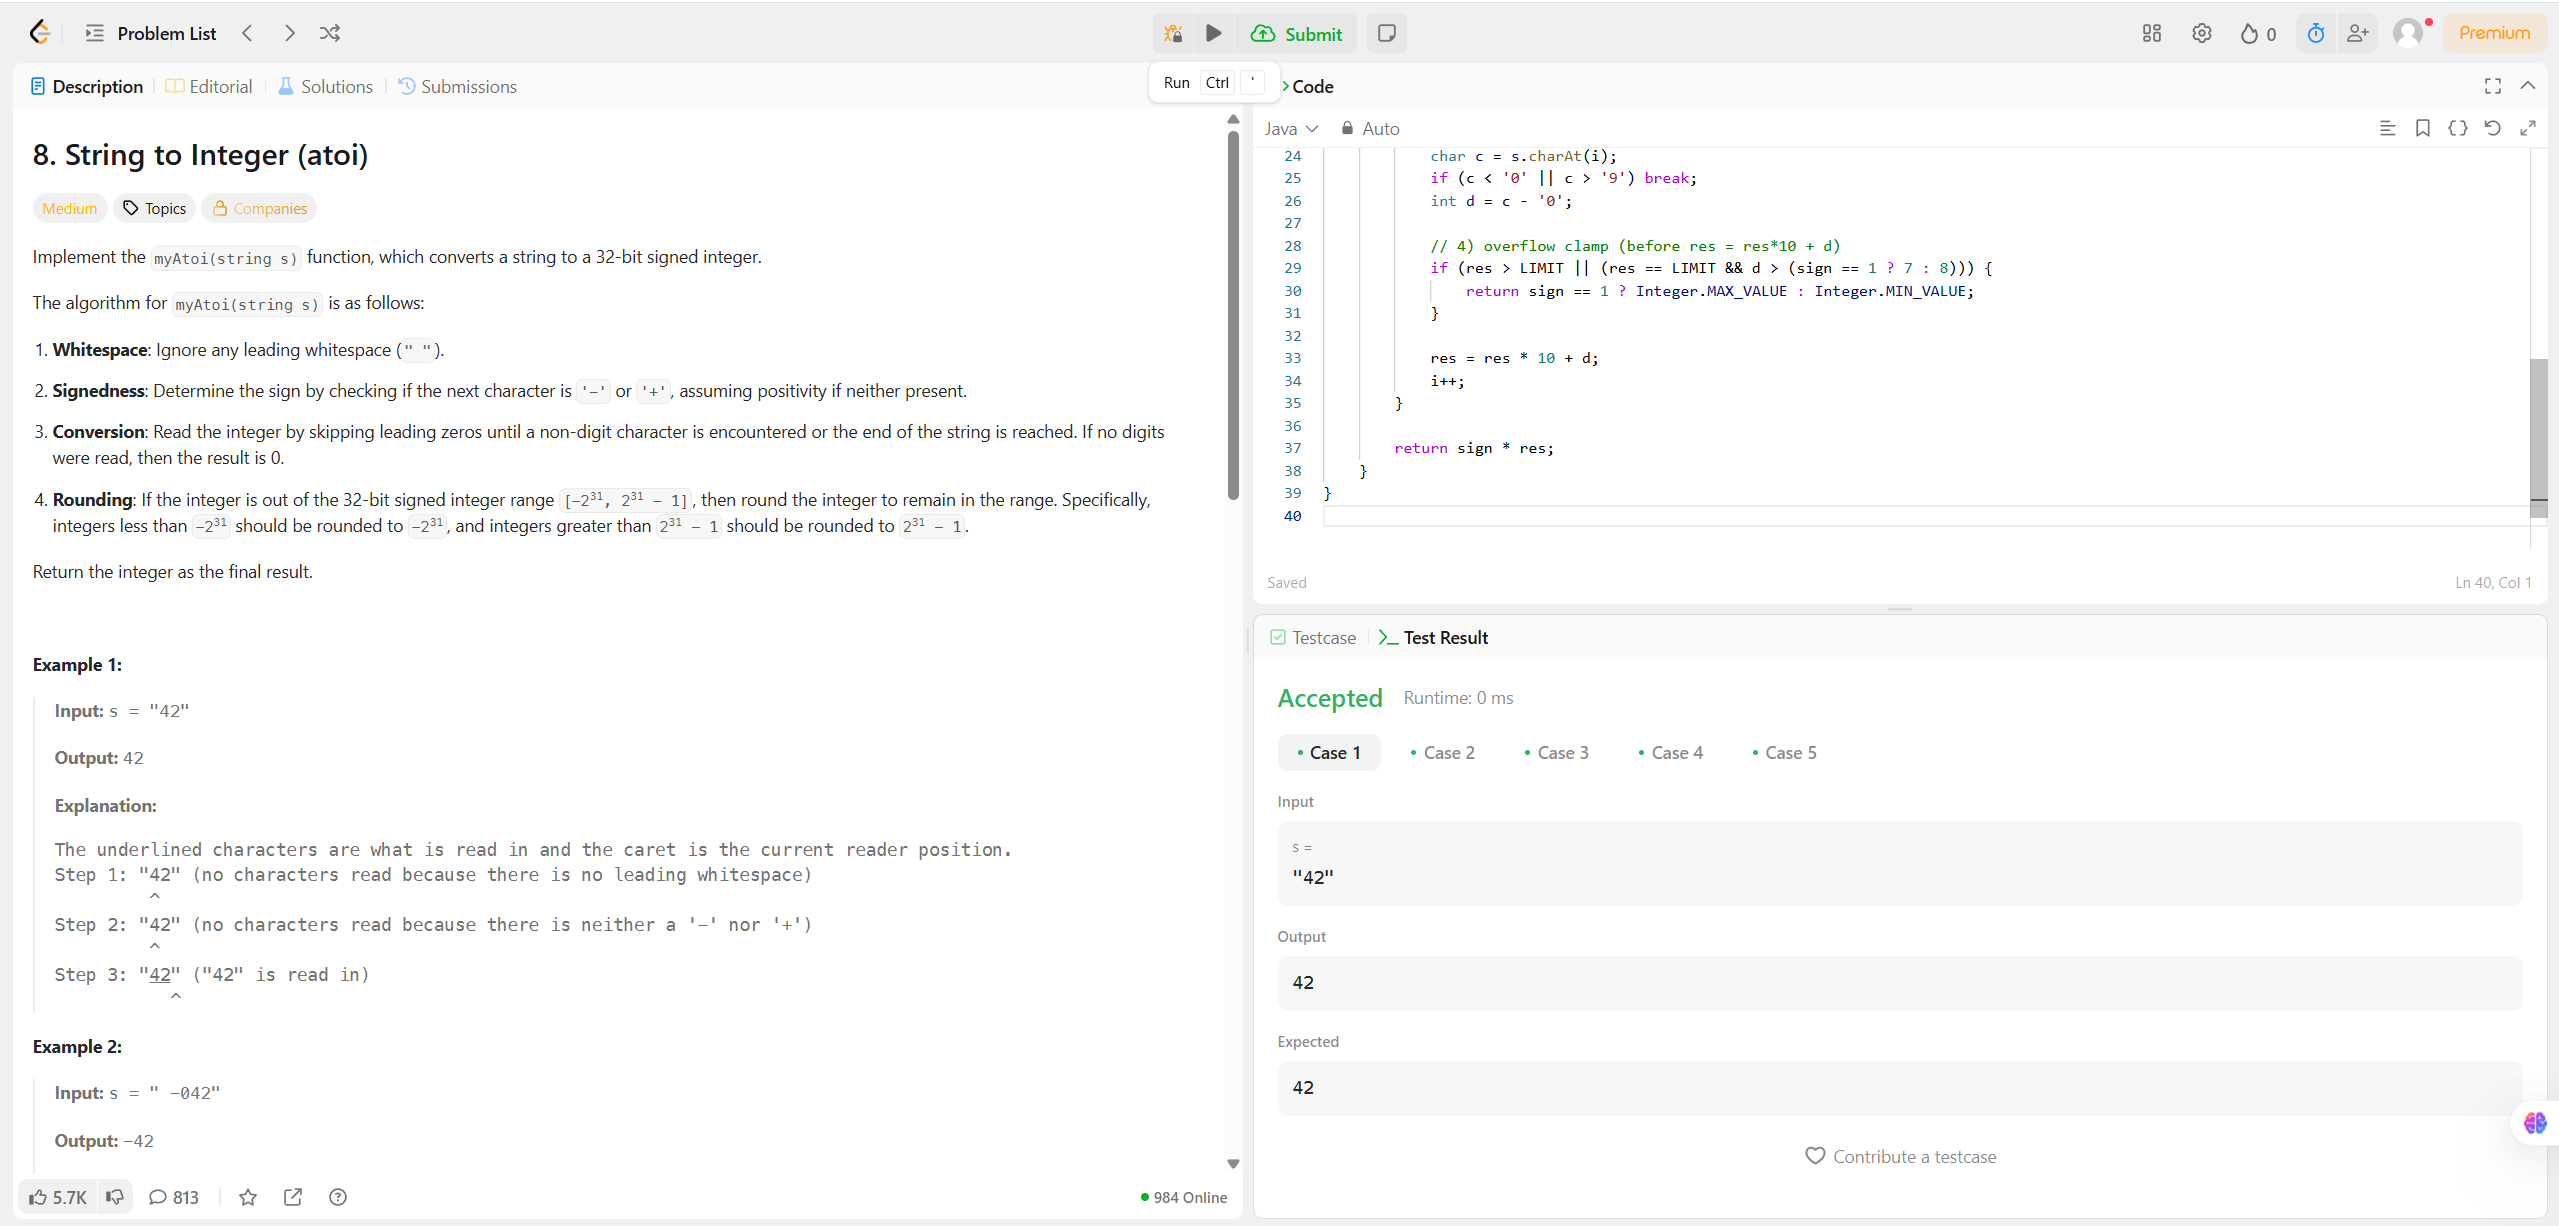 Problem List
Submit
0
Premium
Run Ctrl '
Description
Editorial
Solutions
Submissions
8. String to Integer (atoi)
Medium
Topics
Companies
Implement the myAtoi(string s) function, which converts a string to a 32-bit signed integer.
The algorithm for myAtoi(string s) is as follows:
1. Whitespace: Ignore any leading whitespace (" ").
2. Signedness: Determine the sign by checking if the next character is '-' or '+', assuming positivity if neither present.
3. Conversion: Read the integer by skipping leading zeros until a non-digit character is encountered or the end of the string is reached. If no digits
were read, then the result is 0.
4. Rounding: If the integer is out of the 32-bit signed integer range [-2³¹, 2³¹ - 1], then round the integer to remain in the range. Specifically,
integers less than -2³¹ should be rounded to -2³¹, and integers greater than 2³¹ - 1 should be rounded to 2³¹ - 1.
Return the integer as the final result.
Example 1:
Input: s = "42"
Output: 42
Explanation:
The underlined characters are what is read in and the caret is the current reader position.
Step 1: "42" (no characters read because there is no leading whitespace)
^
Step 2: "42" (no characters read because there is neither a '-' nor '+')
^
Step 3: "42" ("42" is read in)
^
Example 2:
Input: s = " -042"
Output: -42
5.7K
813
984 Online
Code
Java
Auto
24 char c = s.charAt(i);
25 if (c < '0' || c > '9') break;
26 int d = c - '0';
27
28 // 4) overflow clamp (before res = res*10 + d)
29 if (res > LIMIT || (res == LIMIT && d > (sign == 1 ? 7 : 8))) {
30 return sign == 1 ? Integer.MAX_VALUE : Integer.MIN_VALUE;
31 }
32
33 res = res * 10 + d;
34 i++;
35 }
36
37 return sign * res;
38 }
39 }
40
Saved
Ln 40, Col 1
Testcase
Test Result
Accepted
Runtime: 0 ms
Case 1
Case 2
Case 3
Case 4
Case 5
Input
s =
"42"
Output
42
Expected
42
Contribute a testcase